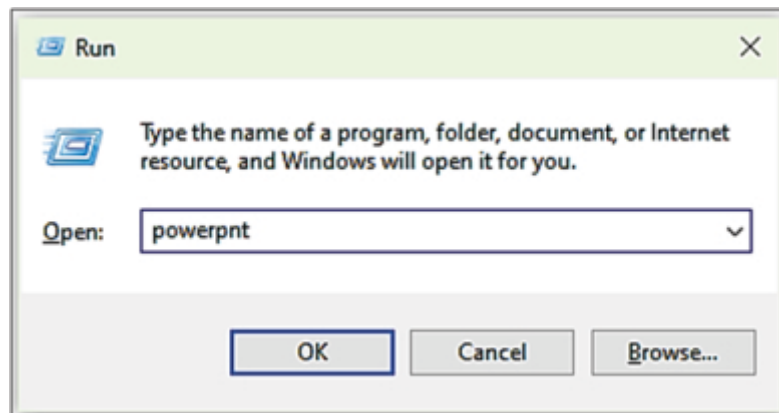 Run
Type the name of a program, folder, document, or Internet
resource, and Windows will open it for you.
Open: powerpnt
OK Cancel Browse...